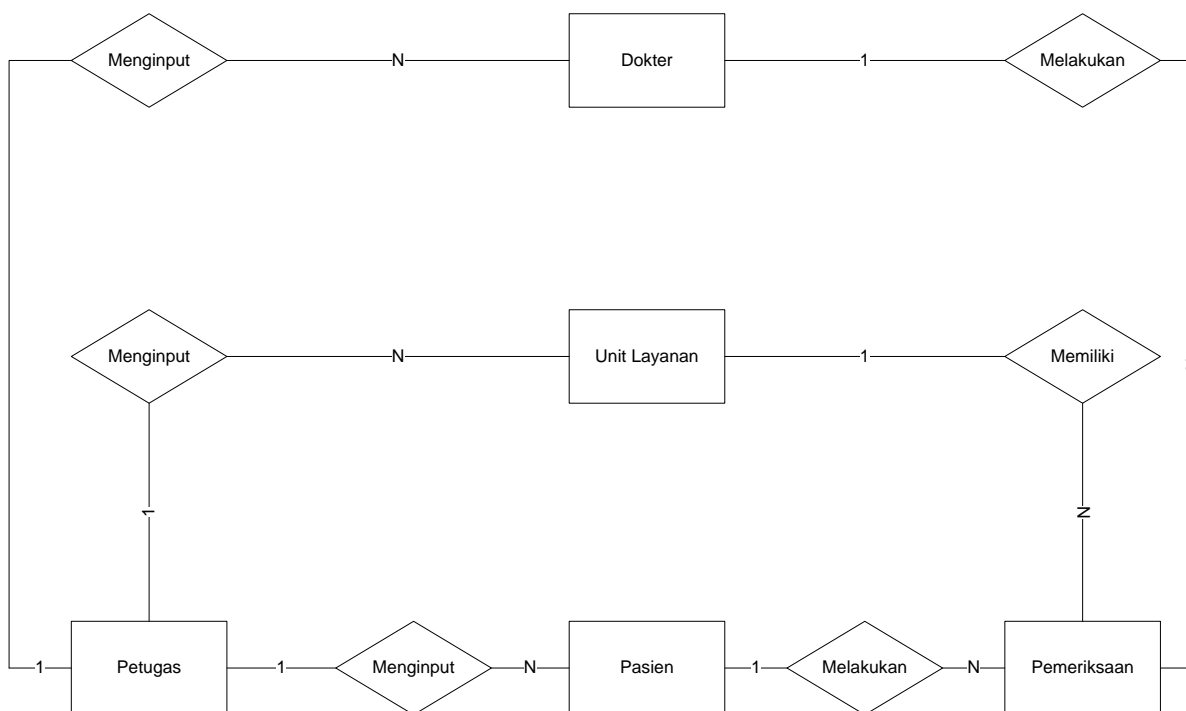 Menginput
N
Dokter
1
Melakukan
Menginput
N
Unit Layanan
1
Memiliki
1
N
1
Petugas
1
Menginput
N
Pasien
1
Melakukan
N
Pemeriksaan